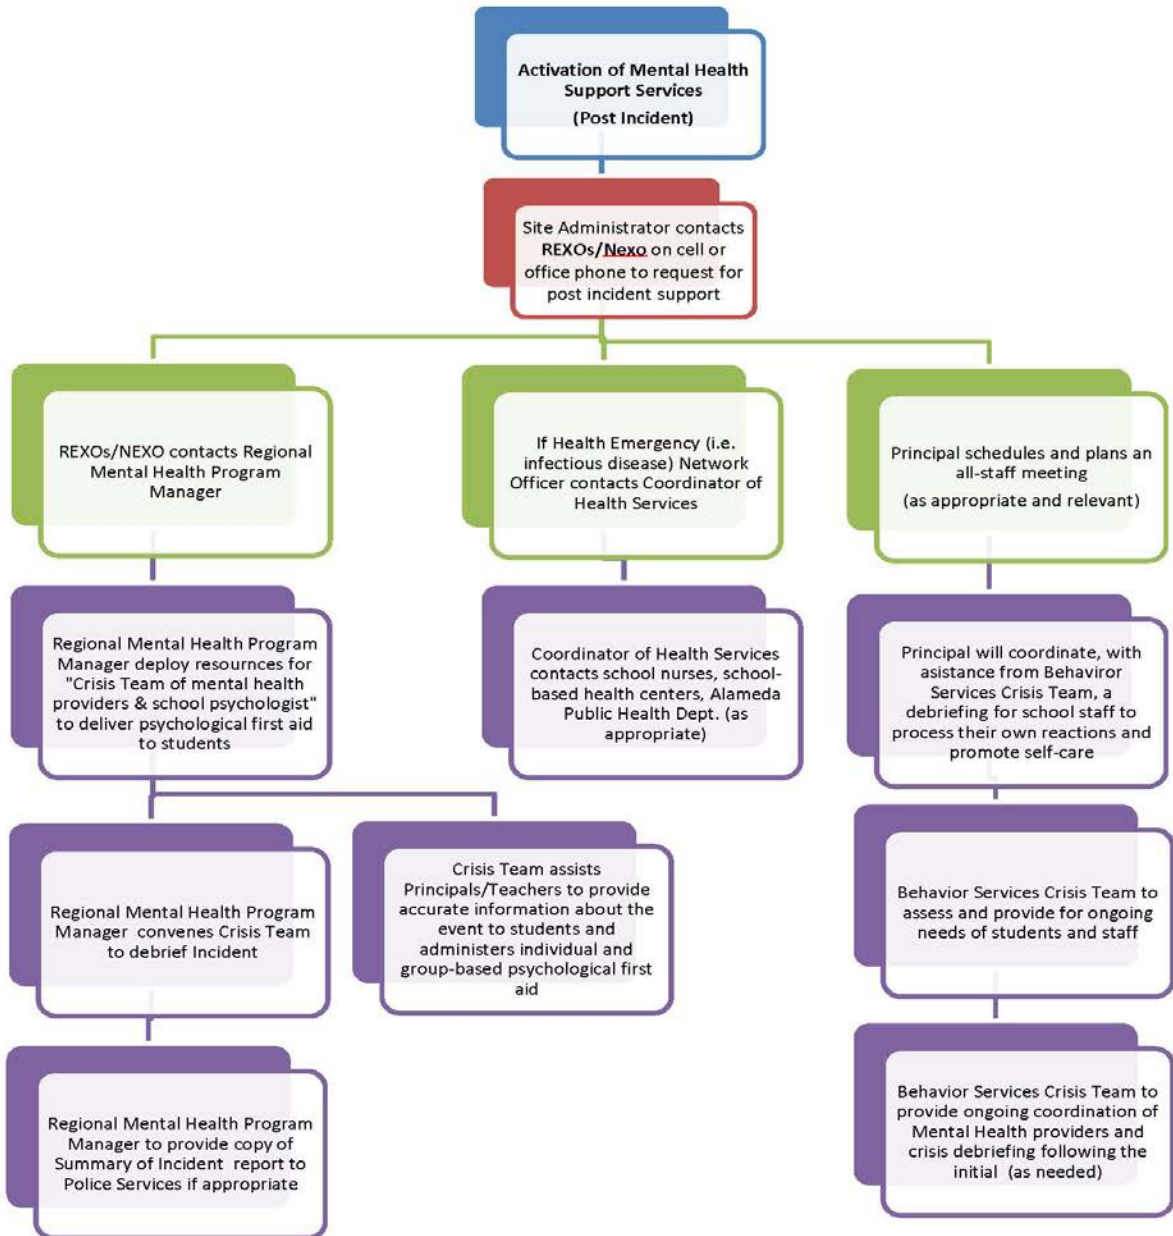 Activation of Mental Health
Support Services
(Post Incident)
Site Administrator contacts
REXOs/Nexo on cell or
office phone to request for
post incident support
REXOs/NEXO contacts Regional
Mental Health Program
Manager
If Health Emergency (i.e.
infectious disease) Network
Officer contacts Coordinator of
Health Services
Principal schedules and plans an
all-staff meeting
(as appropriate and relevant)
Regional Mental Health Program
Manager deploy resournces for
"Crisis Team of mental health
providers & school psychologist"
to deliver psychological first aid
to students
Coordinator of Health Services
contacts school nurses, school-
based health centers, Alameda
Public Health Dept. (as
appropriate)
Principal will coordinate, with
asistance from Behaviror
Services Crisis Team, a
debriefing for school staff to
process their own reactions and
promote self-care
Regional Mental Health Program
Manager convenes Crisis Team
to debrief Incident
Crisis Team assists
Principals/Teachers to provide
accurate information about the
event to students and
administers individual and
group-based psychological first
aid
Behavior Services Crisis Team to
assess and provide for ongoing
needs of students and staff
Regional Mental Health Program
Manager to provide copy of
Summary of Incident report to
Police Services if appropriate
Behavior Services Crisis Team to
provide ongoing coordination of
Mental Health providers and
crisis debriefing following the
initial (as needed)